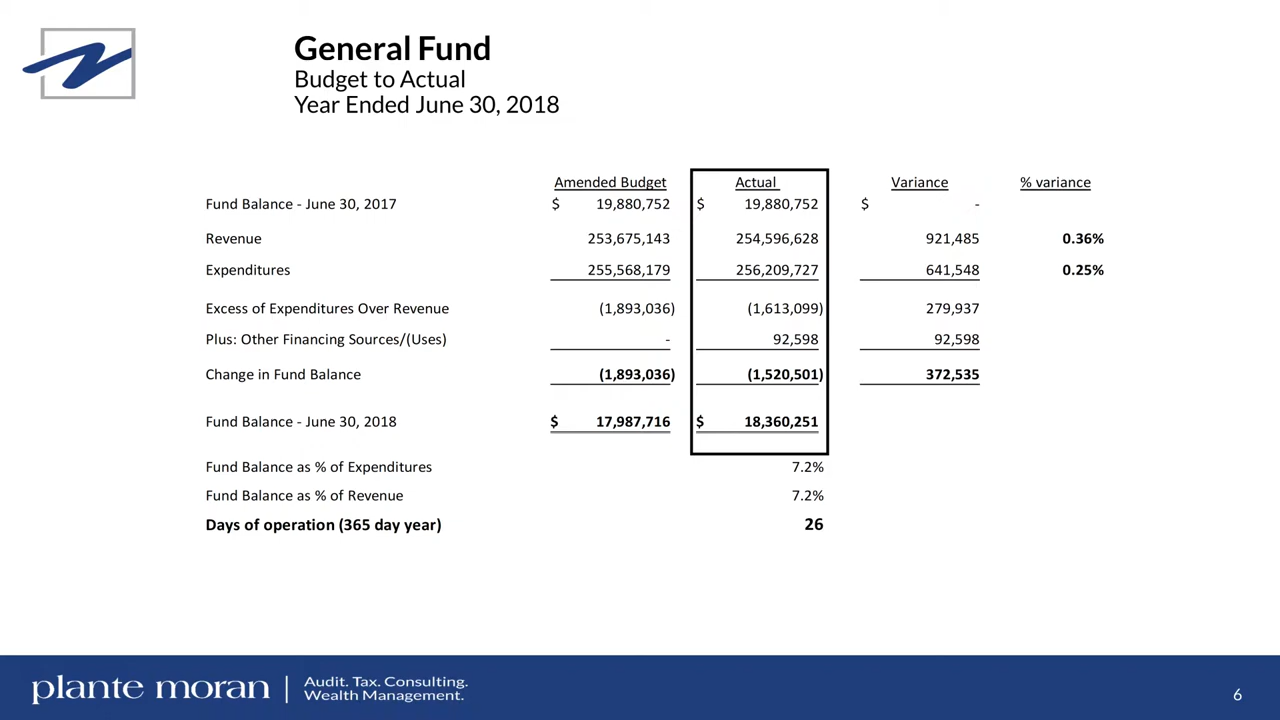 General Fund
Budget to Actual
Year Ended June 30, 2018
Amended Budget Actual Variance % variance
Fund Balance - June 30, 2017 $ 19,880,752 $ 19,880,752 $ -
Revenue 253,675,143 254,596,628 921,485 0.36%
Expenditures 255,568,179 256,209,727 641,548 0.25%
Excess of Expenditures Over Revenue (1,893,036) (1,613,099) 279,937
Plus: Other Financing Sources/(Uses) - 92,598 92,598
Change in Fund Balance (1,893,036) (1,520,501) 372,535
Fund Balance - June 30, 2018 $ 17,987,716 $ 18,360,251
Fund Balance as % of Expenditures 7.2%
Fund Balance as % of Revenue 7.2%
Days of operation (365 day year) 26
plante moran | Audit. Tax. Consulting.
Wealth Management.
6